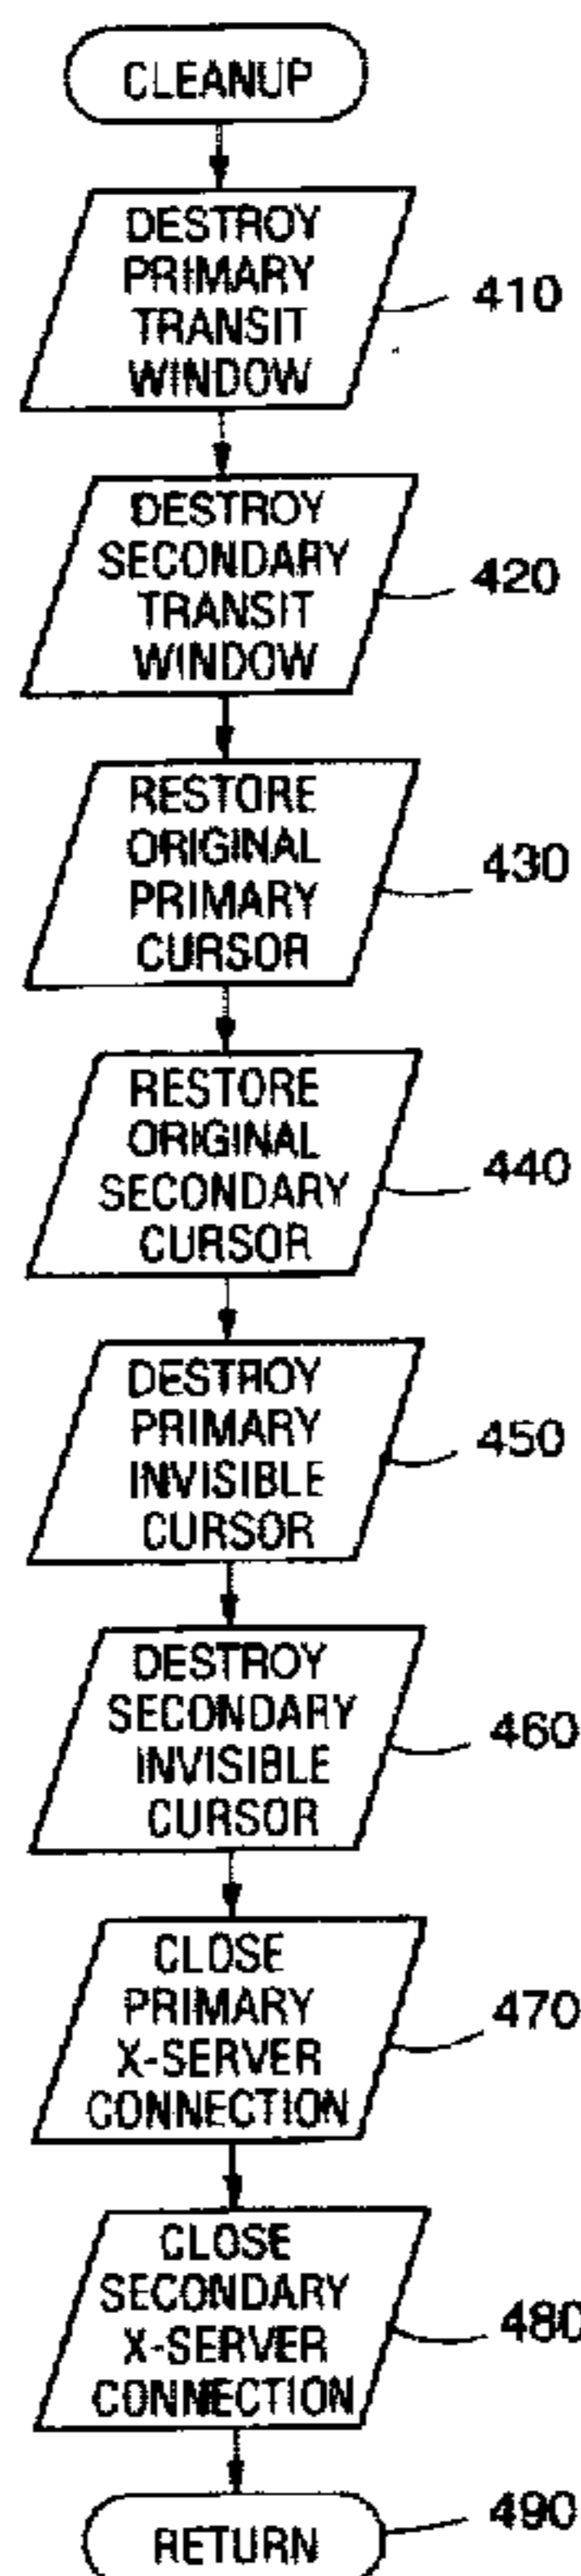 CLEANUP
DESTROY
PRIMARY
TRANSIT
WINDOW
410
DESTROY
SECONDARY
TRANSIT
WINDOW
420
RESTORE
ORIGINAL
PRIMARY
CURSOR
430
RESTORE
ORIGINAL
SECONDARY
CURSOR
440
DESTROY
PRIMARY
INVISIBLE
CURSOR
450
DESTROY
SECONDARY
INVISIBLE
CURSOR
460
CLOSE
PRIMARY
X-SERVER
CONNECTION
470
CLOSE
SECONDARY
X-SERVER
CONNECTION
480
RETURN
490